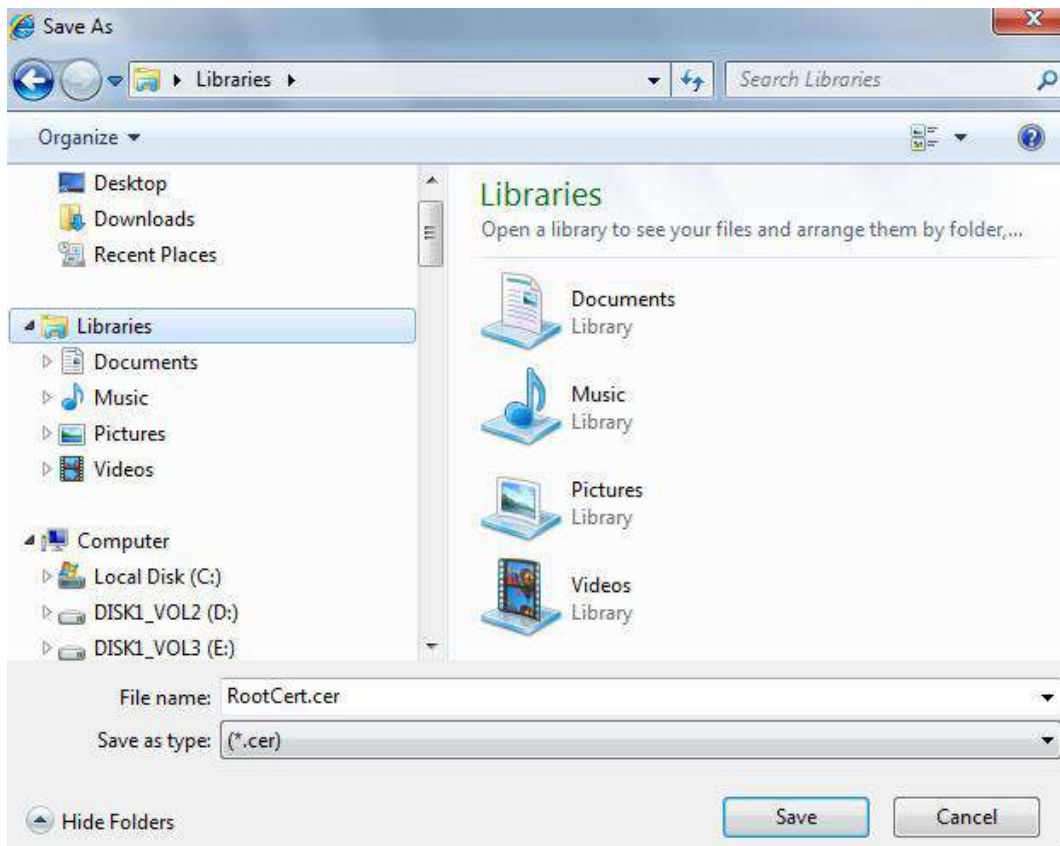 Save As
Libraries
Search Libraries
Organize
Desktop
Downloads
Recent Places
Libraries
Documents
Music
Pictures
Videos
Computer
Local Disk (C:)
DISK1_VOL2 (D:)
DISK1_VOL3 (E:)
Libraries
Open a library to see your files and arrange them by folder,...
Documents
Library
Music
Library
Pictures
Library
Videos
Library
File name: RootCert.cer
Save as type: (*.cer)
Hide Folders
Save
Cancel